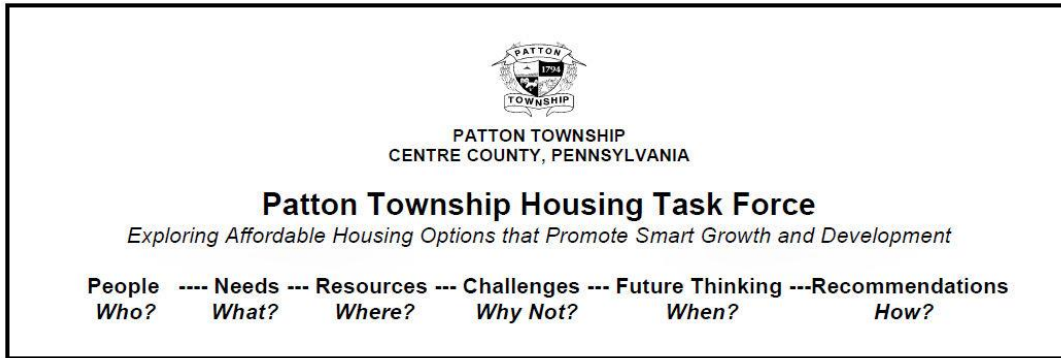 PATTON
1794
TOWNSHIP
PATTON TOWNSHIP
CENTRE COUNTY, PENNSYLVANIA
Patton Township Housing Task Force
Exploring Affordable Housing Options that Promote Smart Growth and Development
People ---- Needs --- Resources --- Challenges --- Future Thinking ---Recommendations
Who? What? Where? Why Not? When? How?